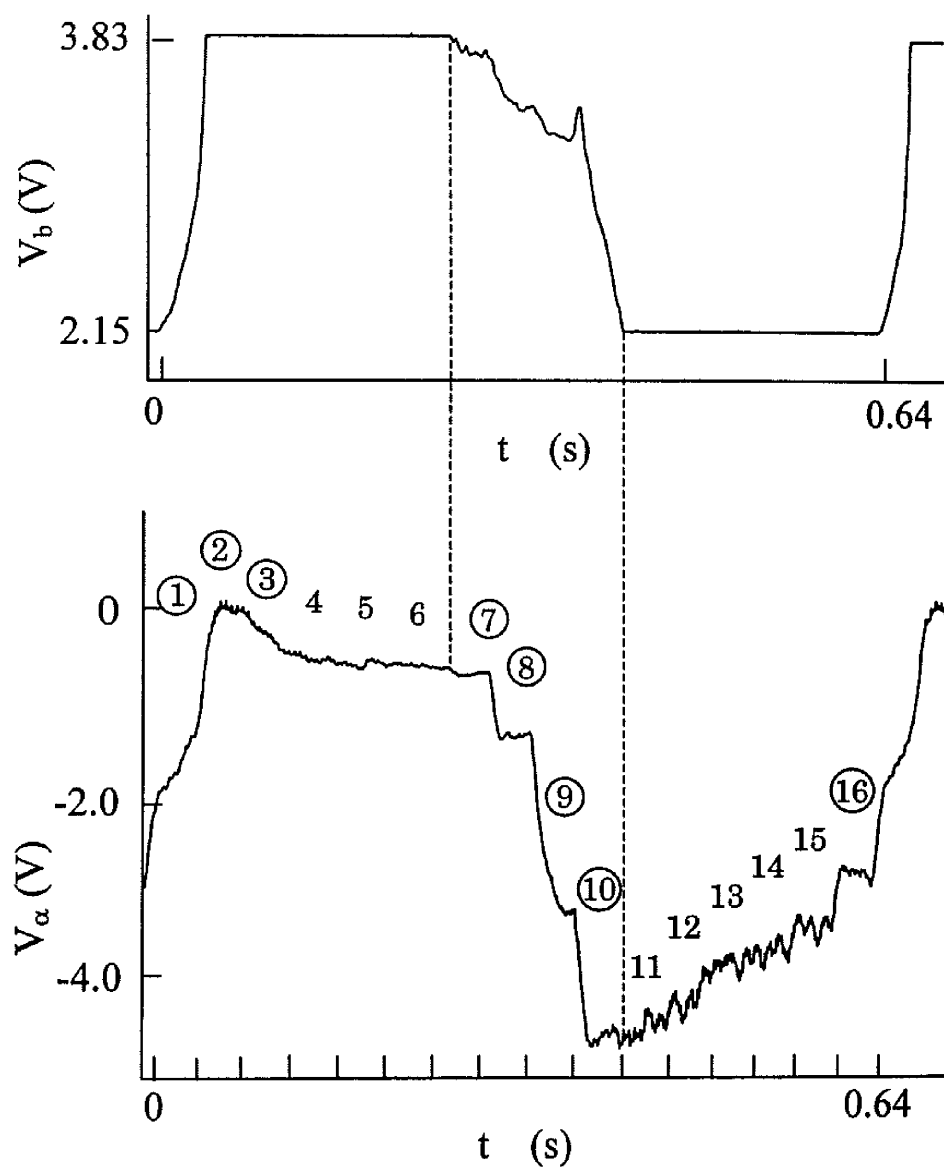 3.83
V_b (V)
2.15
0
0.64
t (s)
① ② ③ 4 5 6 ⑦ ⑧ ⑨ ⑩ 11 12 13 14 15 ⑯
0
-2.0
V_α (V)
-4.0
0
0.64
t (s)